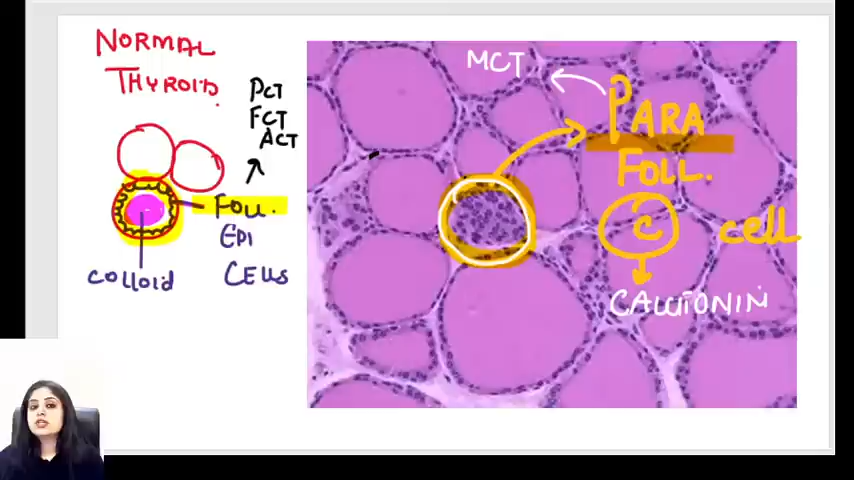 NORMAL
THYROID
PCT
FCT
ACT
FOLL.
EPI
CELLS
COLLOID
MCT
PARA
FOLL.
C cell
CALCITONIN